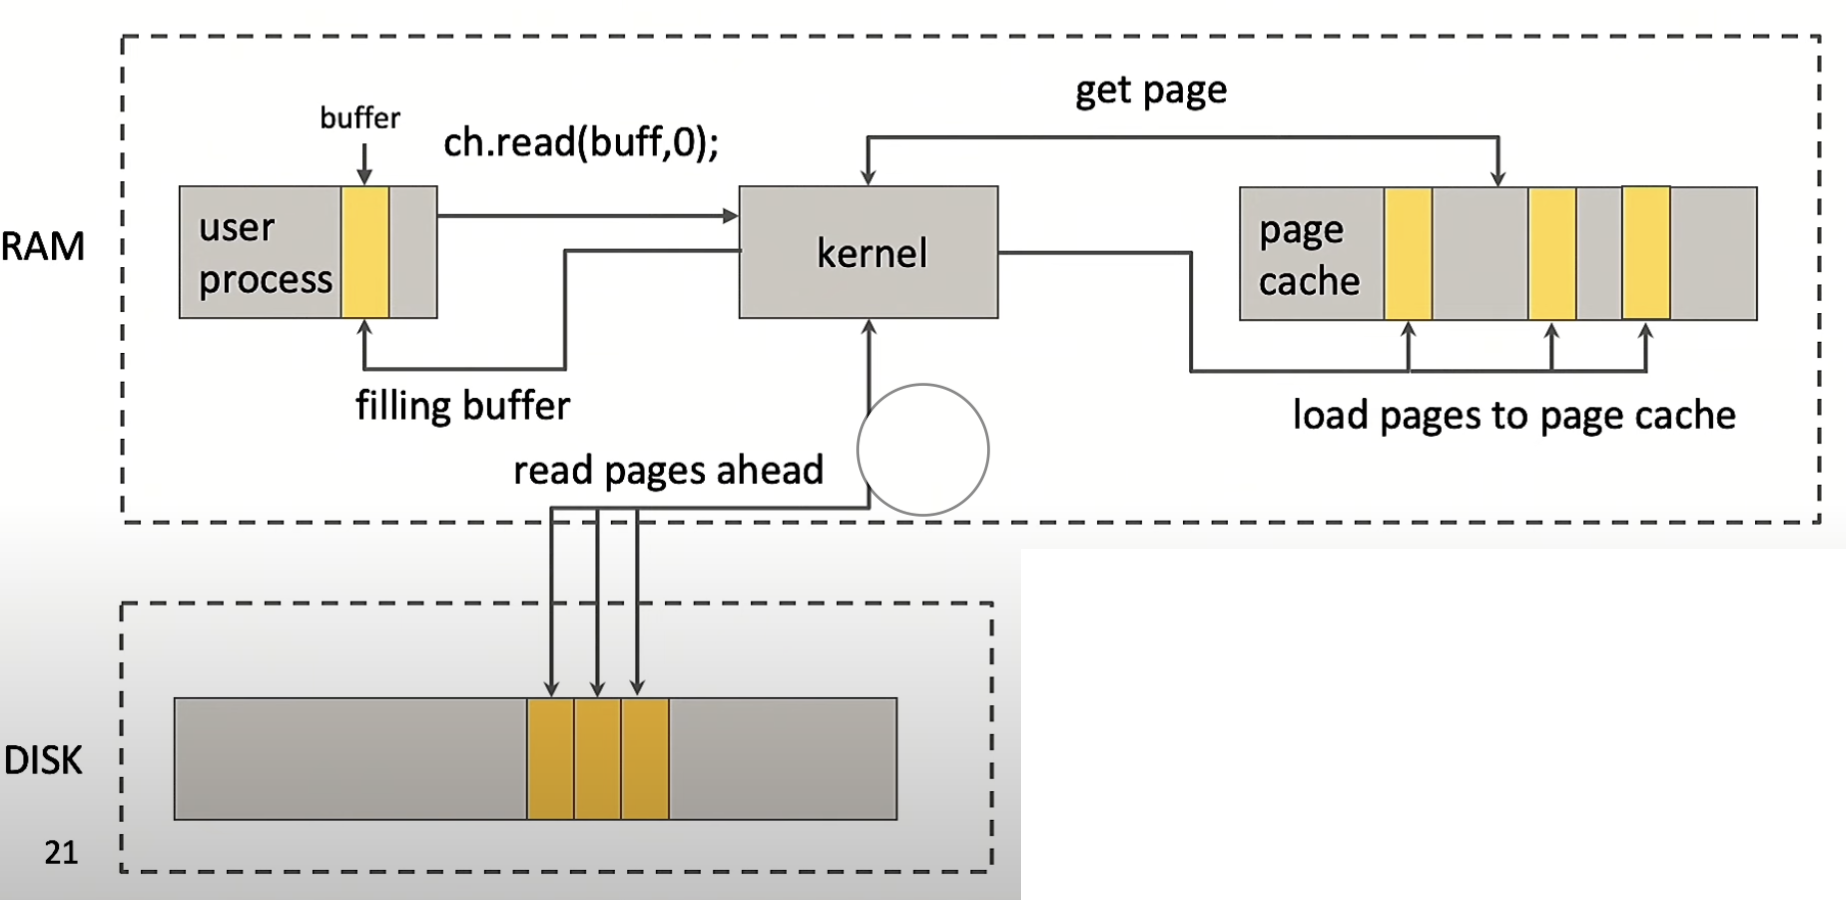 get page
buffer
ch.read(buff,0);
RAM
user
process
kernel
page
cache
filling buffer
load pages to page cache
read pages ahead
DISK
21